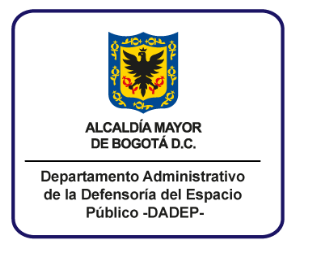 ALCALDÍA MAYOR
DE BOGOTÁ D.C.
Departamento Administrativo
de la Defensoría del Espacio
Público -DADEP-